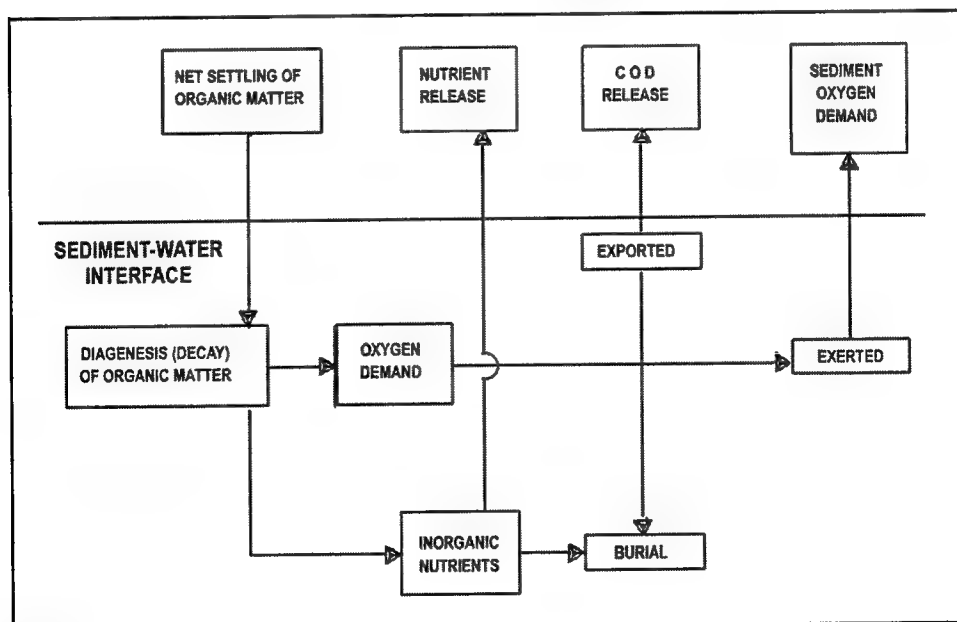 NET SETTLING OF
ORGANIC MATTER
NUTRIENT
RELEASE
C O D
RELEASE
SEDIMENT
OXYGEN
DEMAND
SEDIMENT-WATER
INTERFACE
EXPORTED
DIAGENESIS (DECAY)
OF ORGANIC MATTER
OXYGEN
DEMAND
EXERTED
INORGANIC
NUTRIENTS
BURIAL